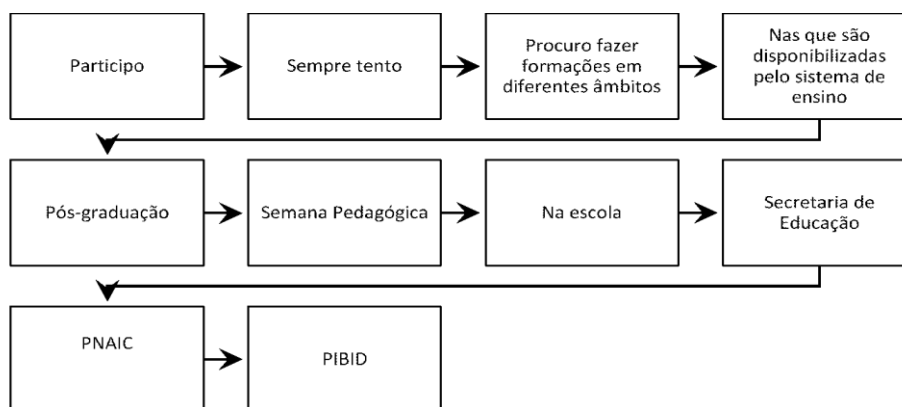 Participo
Sempre tento
Procuro fazer
formações em
diferentes âmbitos
Nas que são
disponibilizadas
pelo sistema de
ensino
Pós-graduação
Semana Pedagógica
Na escola
Secretaria de
Educação
PNAIC
PIBID